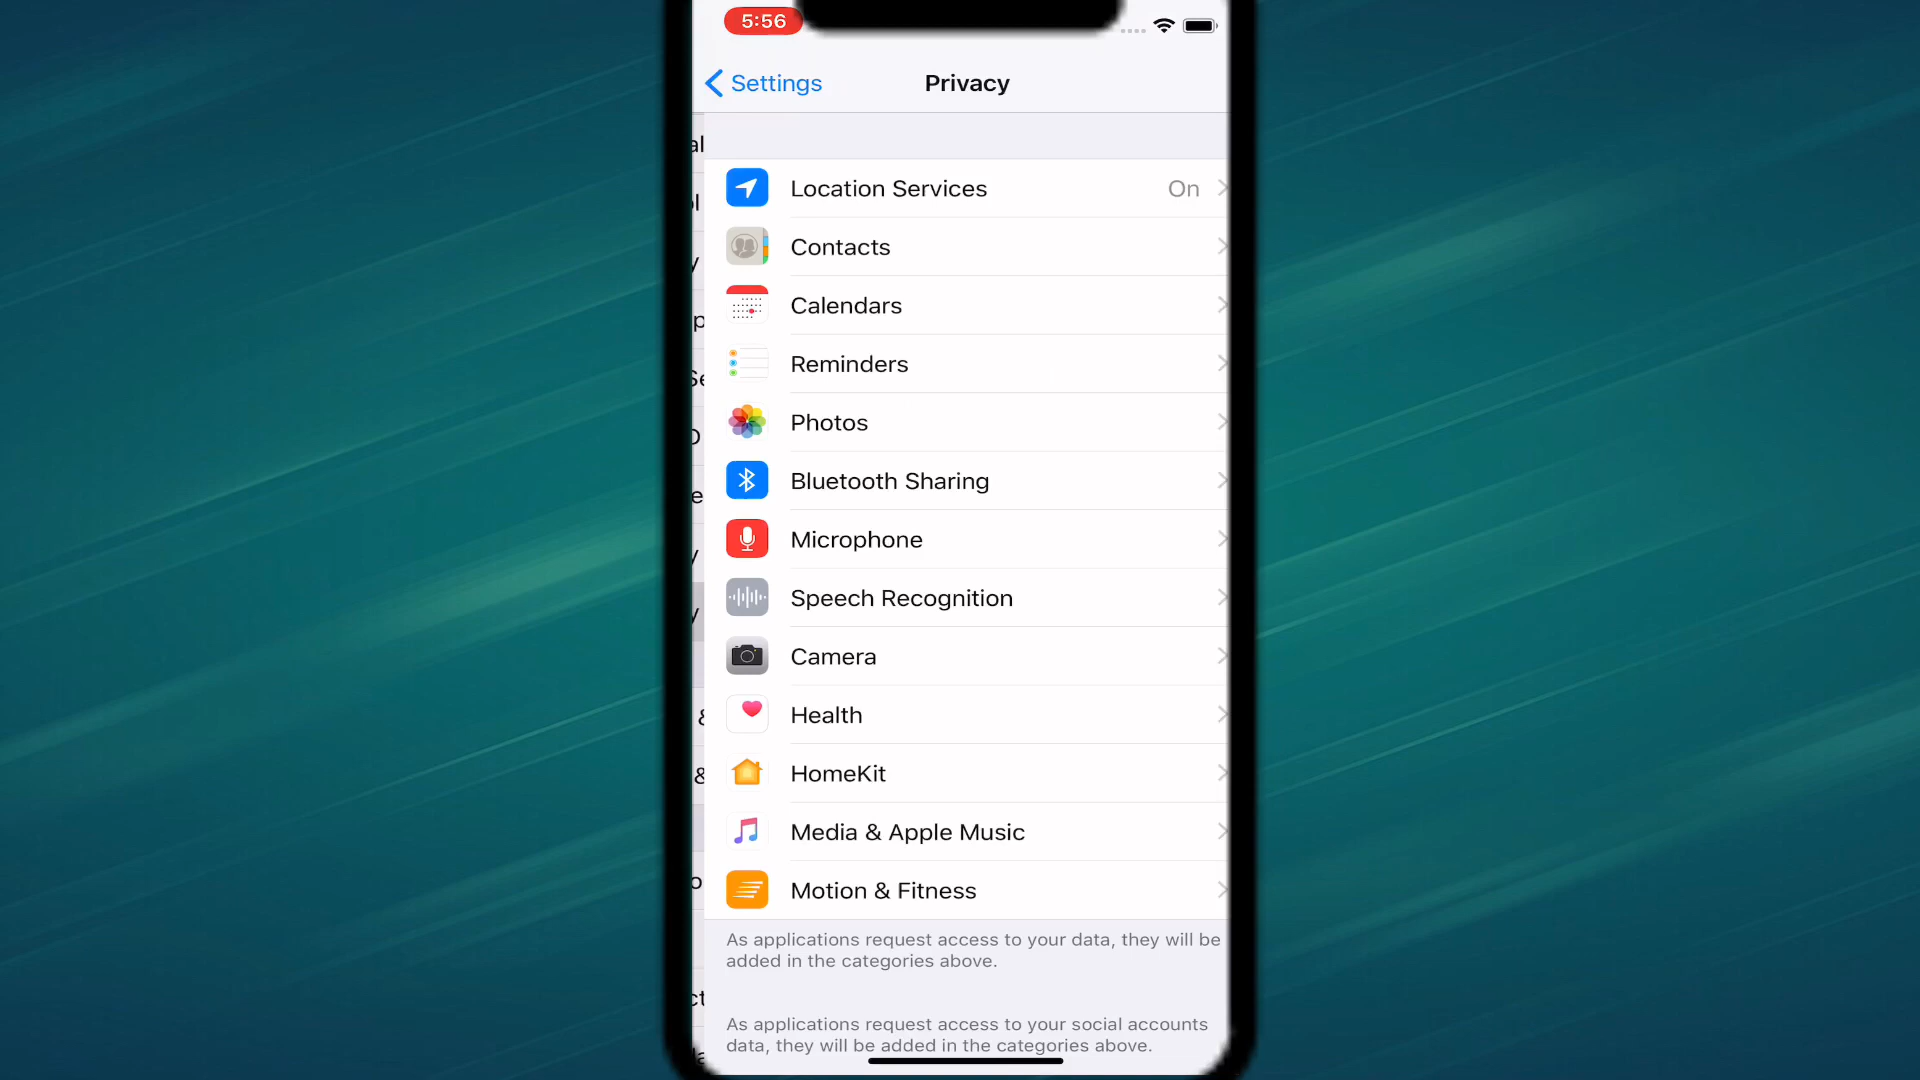 5:56
Settings
Privacy
Location Services On
Contacts
Calendars
Reminders
Photos
Bluetooth Sharing
Microphone
Speech Recognition
Camera
Health
HomeKit
Media & Apple Music
Motion & Fitness
As applications request access to your data, they will be
added in the categories above.
As applications request access to your social accounts
data, they will be added in the categories above.